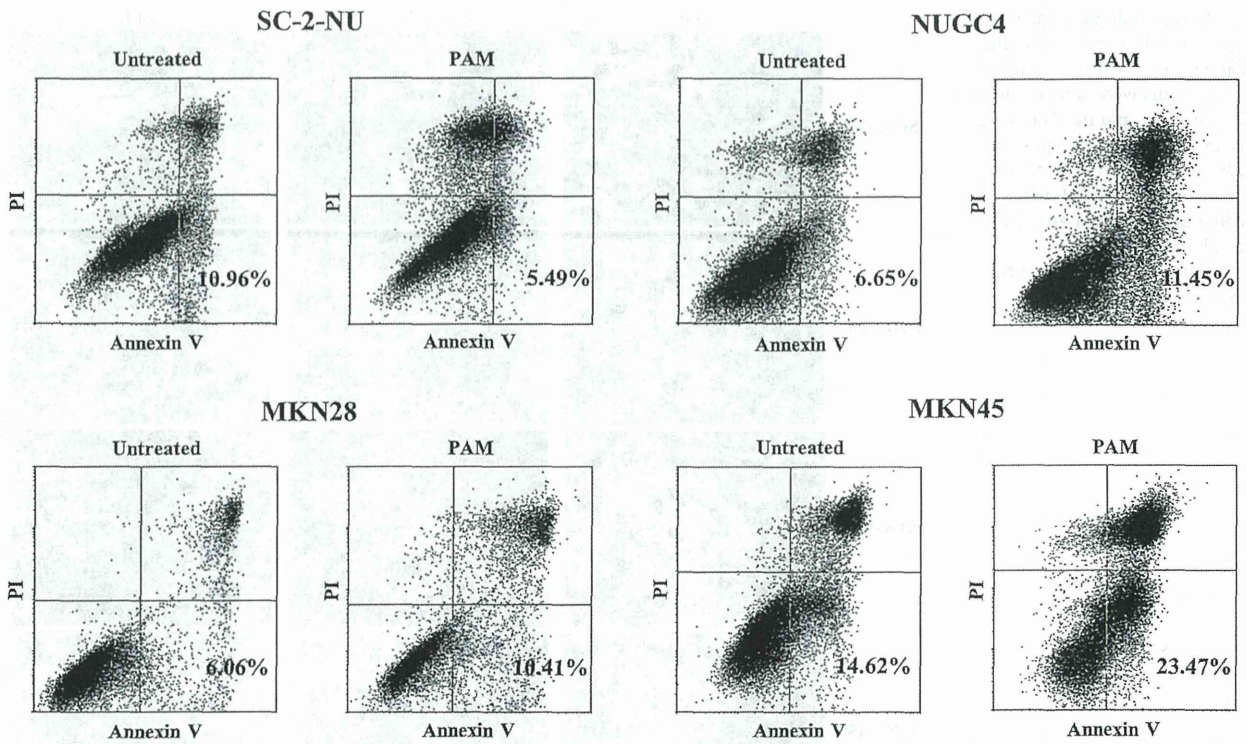 SC-2-NU
NUGC4
Untreated
PAM
Untreated
PAM
PI
PI
PI
10.96%
5.49%
6.65%
11.45%
Annexin V
Annexin V
Annexin V
Annexin V
MKN28
MKN45
Untreated
PAM
Untreated
PAM
PI
PI
PI
PI
PI
6.06%
10.41%
14.62%
23.47%
Annexin V
Annexin V
Annexin V
Annexin V